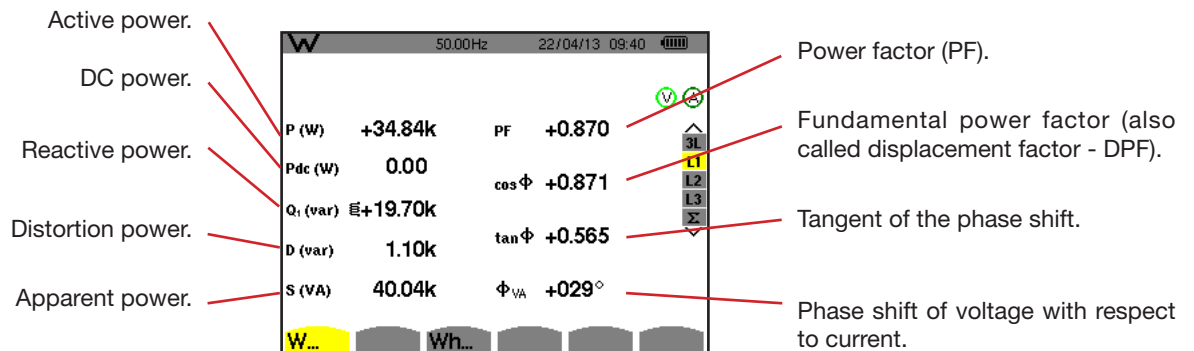 Active power.
DC power.
Reactive power.
Distortion power.
Apparent power.
W 50.00Hz 22/04/13 09:40
V A
P (W) +34.84k PF +0.870
Pdc (W) 0.00
cos Φ +0.871
Q₁ (var) +19.70k
tan Φ +0.565
D (var) 1.10k
S (VA) 40.04k Φ VA +029°
3L
L1
L2
L3
Σ
W... Wh...
Power factor (PF).
Fundamental power factor (also
called displacement factor - DPF).
Tangent of the phase shift.
Phase shift of voltage with respect
to current.